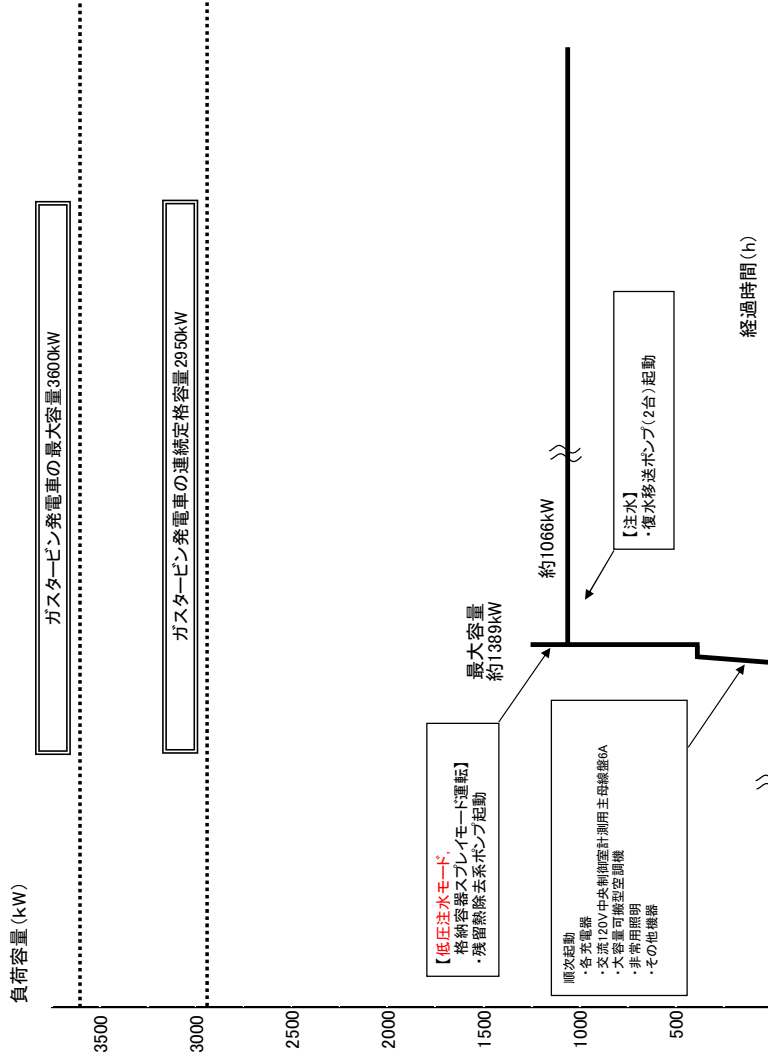 負荷容量(kW)
3500
3000
2500
2000
1500
1000
500
ガスタービン発電車の最大容量3600kW
ガスタービン発電車の連続定格容量2950kW
最大容量
約1389kW
約1066kW
【低圧注水モード,
格納容器スプレイモード運転】
・残留熱除去系ポンプ起動
【注水】
・復水移送ポンプ(2台)起動
順次起動
・各充電器
・交流120V中央制御室計測用主母線盤6A
・大容量可搬型空調機
・非常用照明
・その他機器
経過時間(h)